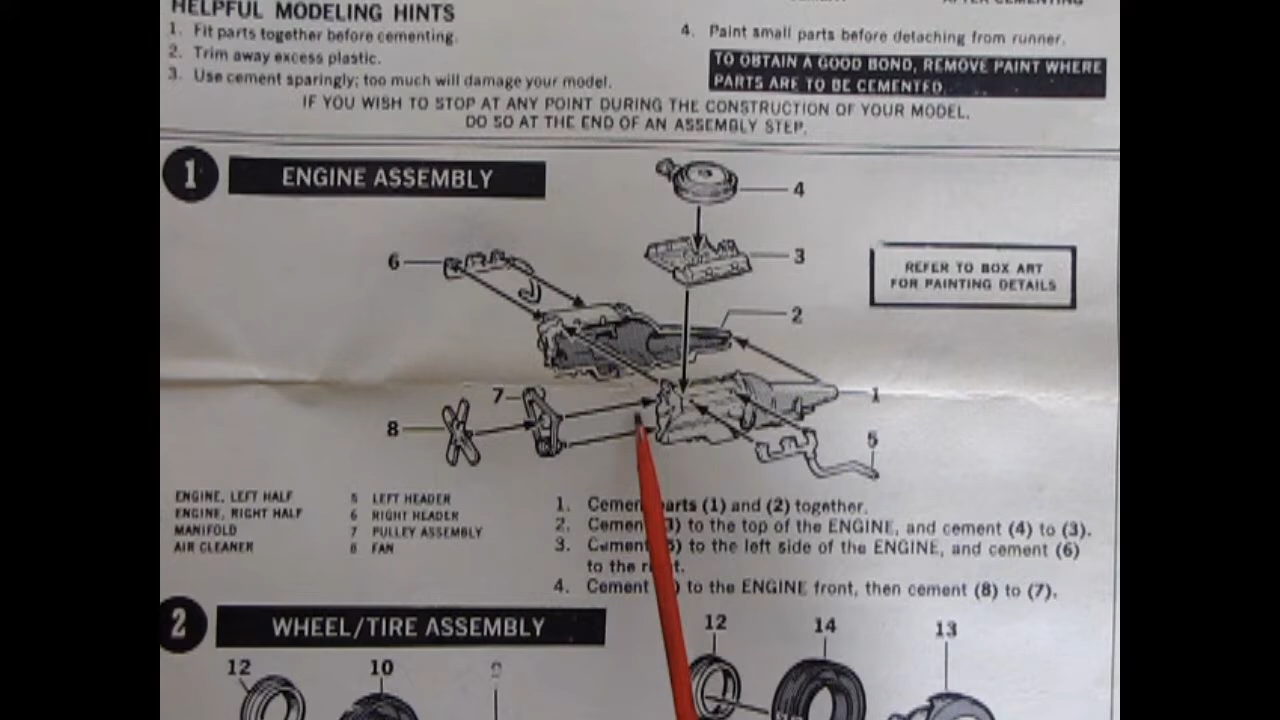 HELPFUL MODELING HINTS
1. Fit parts together before cementing.
2. Trim away excess plastic.
3. Use cement sparingly; too much will damage your model.
4. Paint small parts before detaching from runner.
TO OBTAIN A GOOD BOND, REMOVE PAINT WHERE
PARTS ARE TO BE CEMENTED.
IF YOU WISH TO STOP AT ANY POINT DURING THE CONSTRUCTION OF YOUR MODEL,
DO SO AT THE END OF AN ASSEMBLY STEP.
1 ENGINE ASSEMBLY
4
3
6
REFER TO BOX ART
FOR PAINTING DETAILS
2
7
1
8
5
ENGINE, LEFT HALF
ENGINE, RIGHT HALF
MANIFOLD
AIR CLEANER
5 LEFT HEADER
6 RIGHT HEADER
7 PULLEY ASSEMBLY
8 FAN
1. Cement parts (1) and (2) together.
2. Cement to the top of the ENGINE, and cement (4) to (3).
3. Cement to the left side of the ENGINE, and cement (6)
to the
4. Cement to the ENGINE front, then cement (8) to (7).
2 WHEEL/TIRE ASSEMBLY
12
10
9
12
14
13